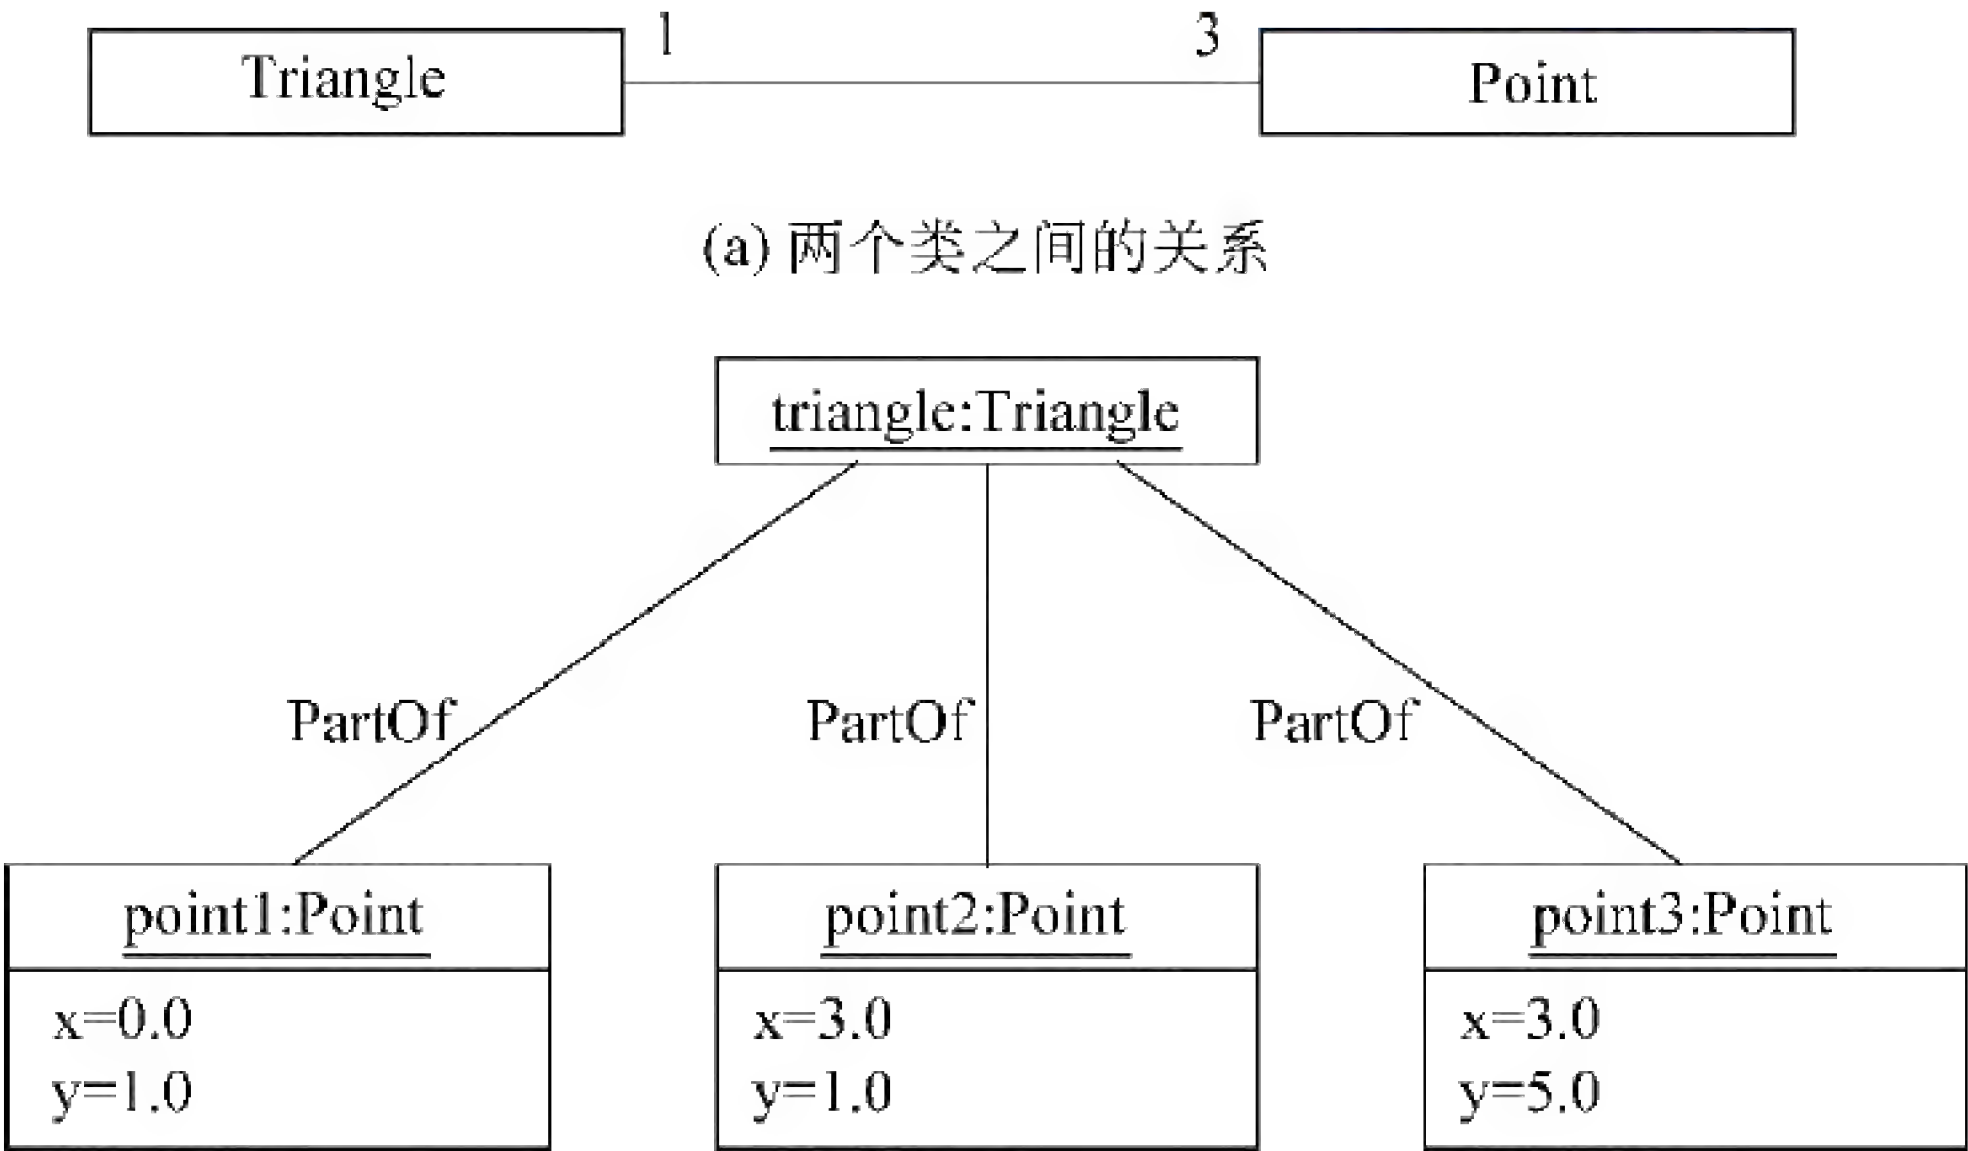 Triangle 1 3 Point
(a) 两个类之间的关系
triangle:Triangle
PartOf PartOf PartOf
point1:Point point2:Point point3:Point
x=0.0 x=3.0 x=3.0
y=1.0 y=1.0 y=5.0